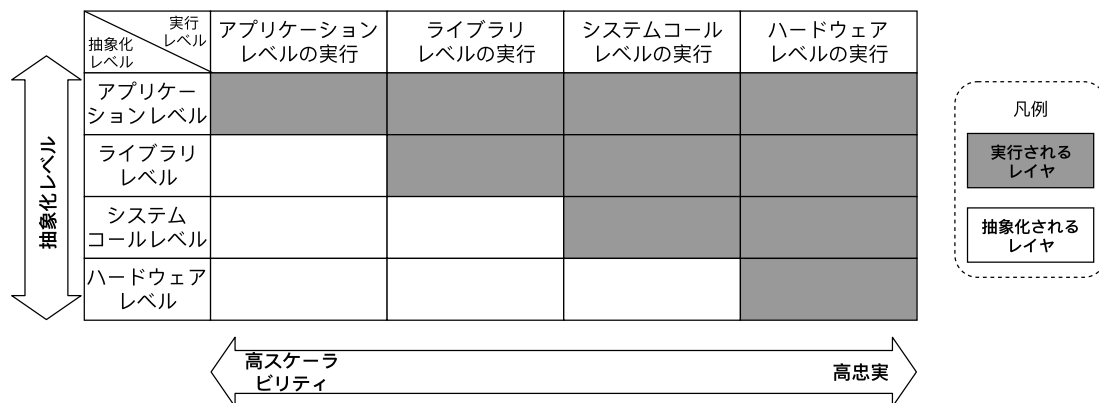 実行
レベル
抽象化
レベル
アプリケーション
レベルの実行
ライブラリ
レベルの実行
システムコール
レベルの実行
ハードウェア
レベルの実行
アプリケー
ションレベル
ライブラリ
レベル
システム
コールレベル
ハードウェア
レベル
抽象化レベル
凡例
実行される
レイヤ
抽象化される
レイヤ
高スケーラ
ビリティ
高忠実